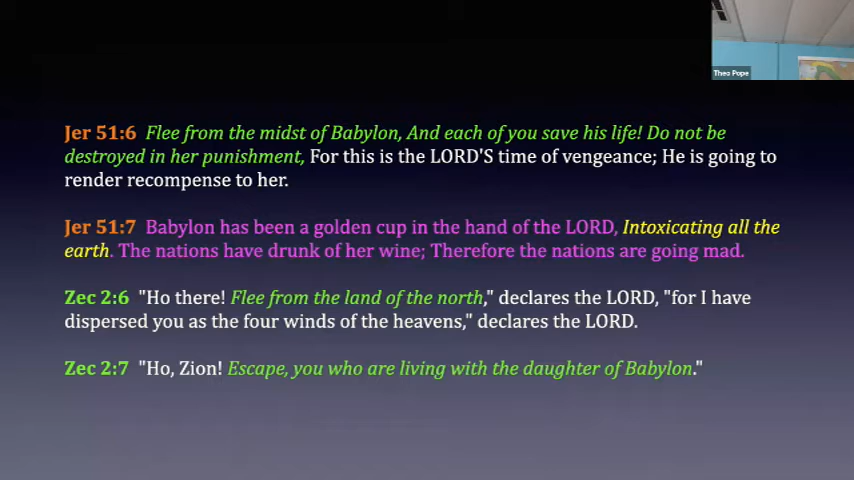 Theo Pope
Jer 51:6 Flee from the midst of Babylon, And each of you save his life! Do not be
destroyed in her punishment, For this is the LORD'S time of vengeance; He is going to
render recompense to her.
Jer 51:7 Babylon has been a golden cup in the hand of the LORD, Intoxicating all the
earth. The nations have drunk of her wine; Therefore the nations are going mad.
Zec 2:6 "Ho there! Flee from the land of the north," declares the LORD, "for I have
dispersed you as the four winds of the heavens," declares the LORD.
Zec 2:7 "Ho, Zion! Escape, you who are living with the daughter of Babylon."